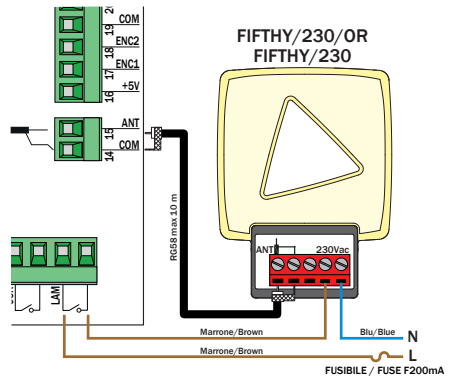 FIFTHY/230/OR
FIFTHY/230
20
COM
19
ENC2
18
ENC1
17
+5V
16
ANT
15
COM
14
RG58 max 10 m
ANT
230Vac
LAM
Marrone/Brown
Blu/Blue
N
Marrone/Brown
L
FUSIBILE / FUSE F200mA